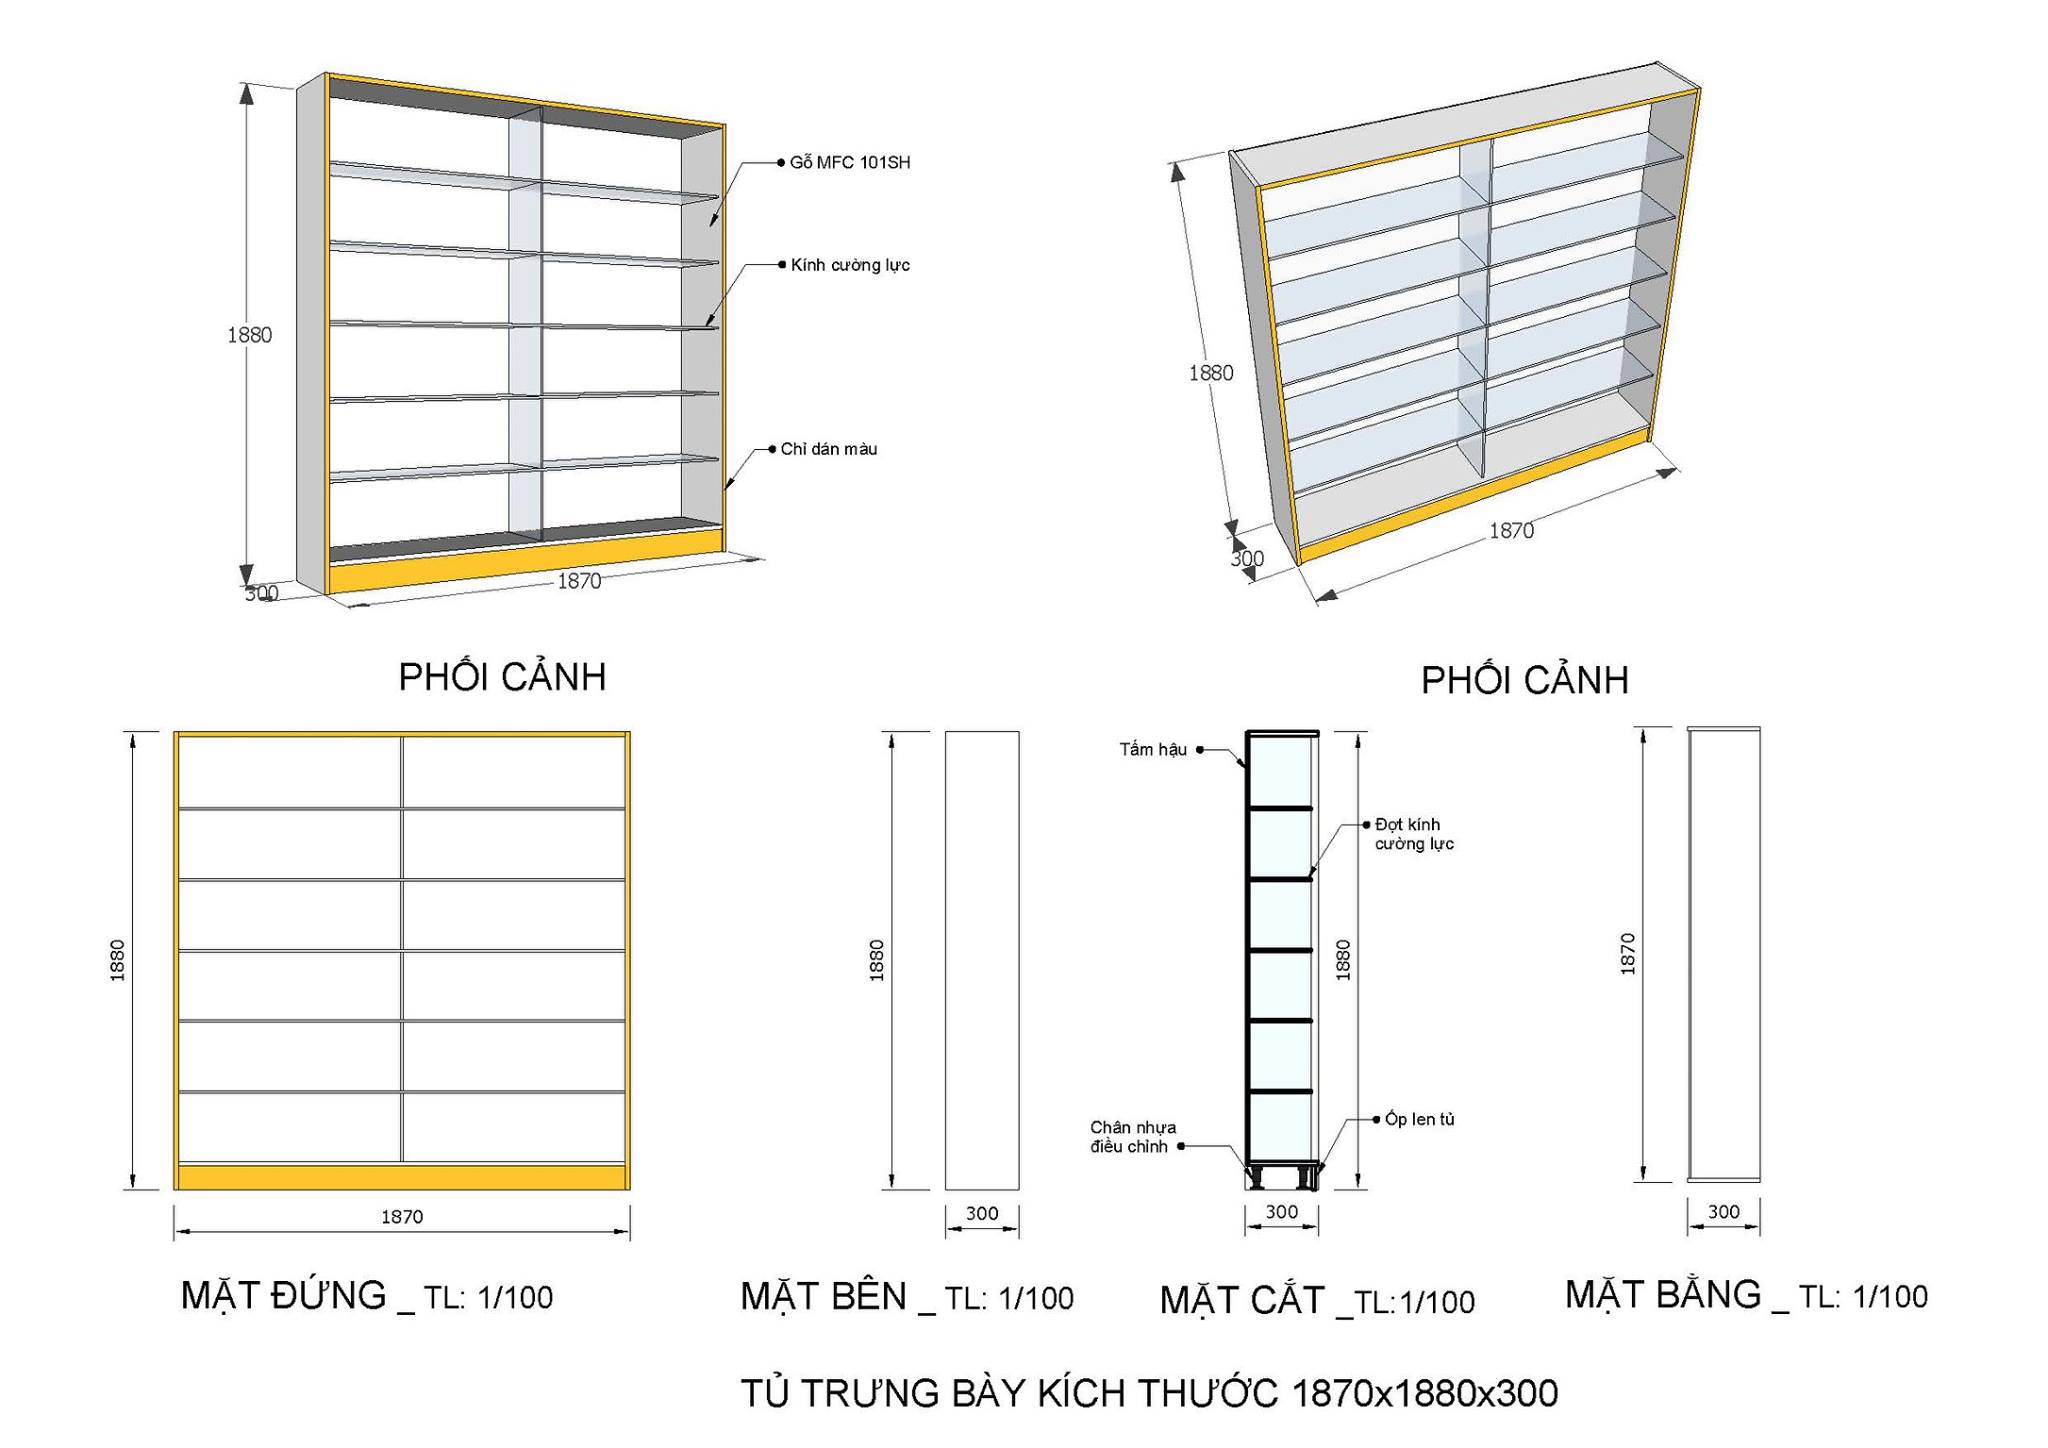 Gỗ MFC 101SH
Kính cường lực
1880
Chỉ dán màu
1870
300
1880
1870
300
PHỐI CẢNH
PHỐI CẢNH
1880
1870
1880
300
Tấm hậu
Đợt kính
cường lực
1880
Chân nhựa
điều chỉnh
Ốp len tủ
300
1870
300
MẶT ĐỨNG _ TL: 1/100
MẶT BÊN _ TL: 1/100
MẶT CẮT _TL:1/100
MẶT BẰNG _ TL: 1/100
TỦ TRƯNG BÀY KÍCH THƯỚC 1870x1880x300